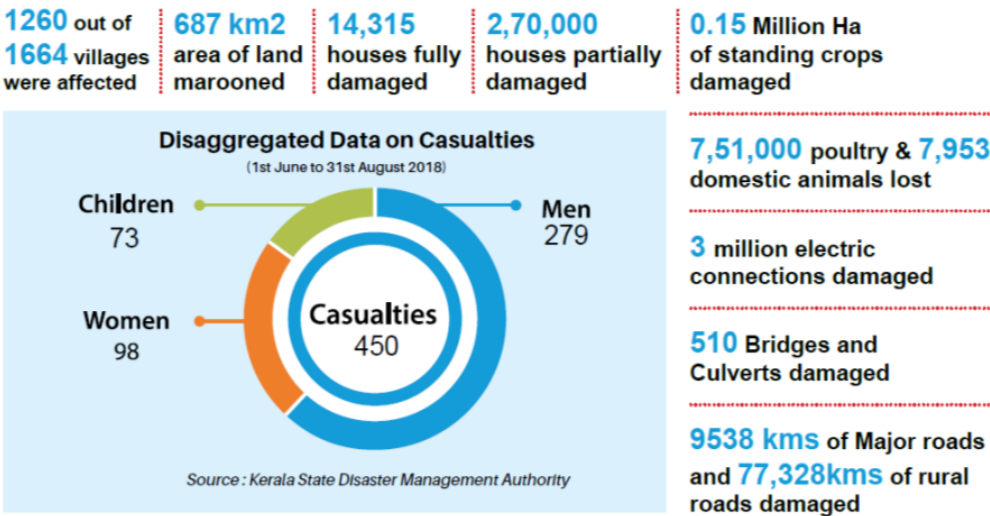 1260 out of
1664 villages
were affected
687 km2
area of land
marooned
14,315
houses fully
damaged
2,70,000
houses partially
damaged
0.15 Million Ha
of standing crops
damaged
Disaggregated Data on Casualties
(1st June to 31st August 2018)
Children
73
Men
279
Women
98
Casualties
450
Source : Kerala State Disaster Management Authority
7,51,000 poultry & 7,953
domestic animals lost
3 million electric
connections damaged
510 Bridges and
Culverts damaged
9538 kms of Major roads
and 77,328kms of rural
roads damaged